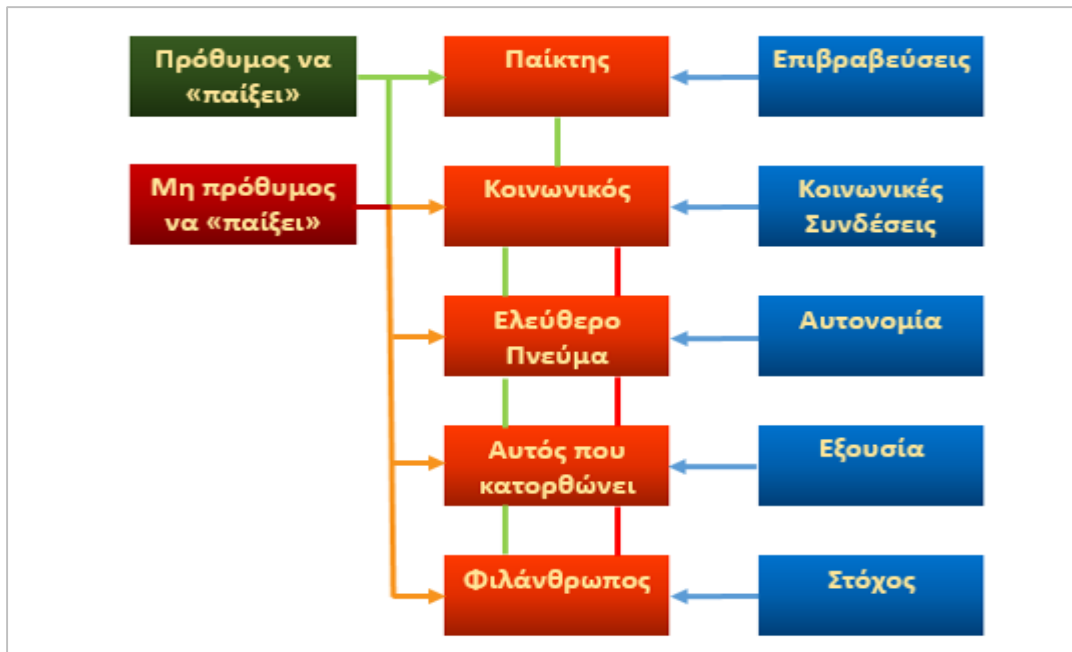 Πρόθυμος να
«παίξει»
Παίκτης
Επιβραβεύσεις
Μη πρόθυμος
να «παίξει»
Κοινωνικός
Κοινωνικές
Συνδέσεις
Ελεύθερο
Πνεύμα
Αυτονομία
Αυτός που
κατορθώνει
Εξουσία
Φιλάνθρωπος
Στόχος